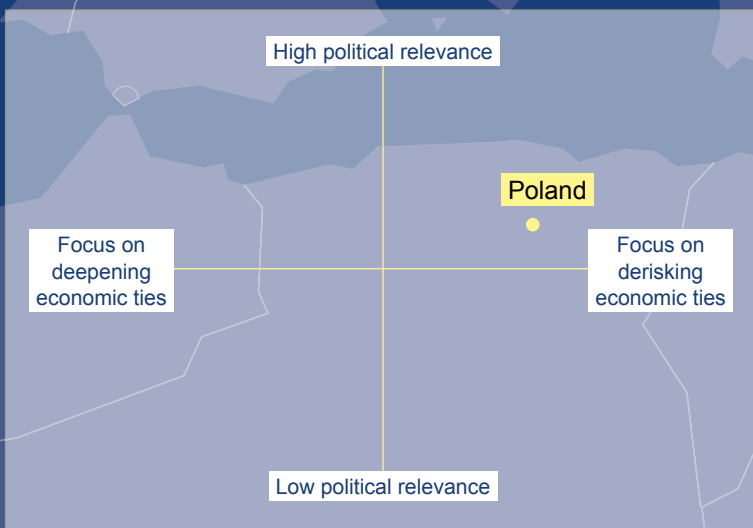 High political relevance
Poland
Focus on
deepening
economic ties
Focus on
derisking
economic ties
Low political relevance